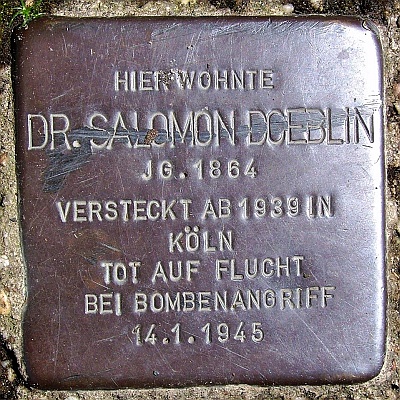 HIER WOHNTE
DR. SALOMON DOEBLIN
JG. 1864
VERSTECKT AB 1939 IN
KÖLN
TOT AUF FLUCHT
BEI BOMBENANGRIFF
14.1.1945